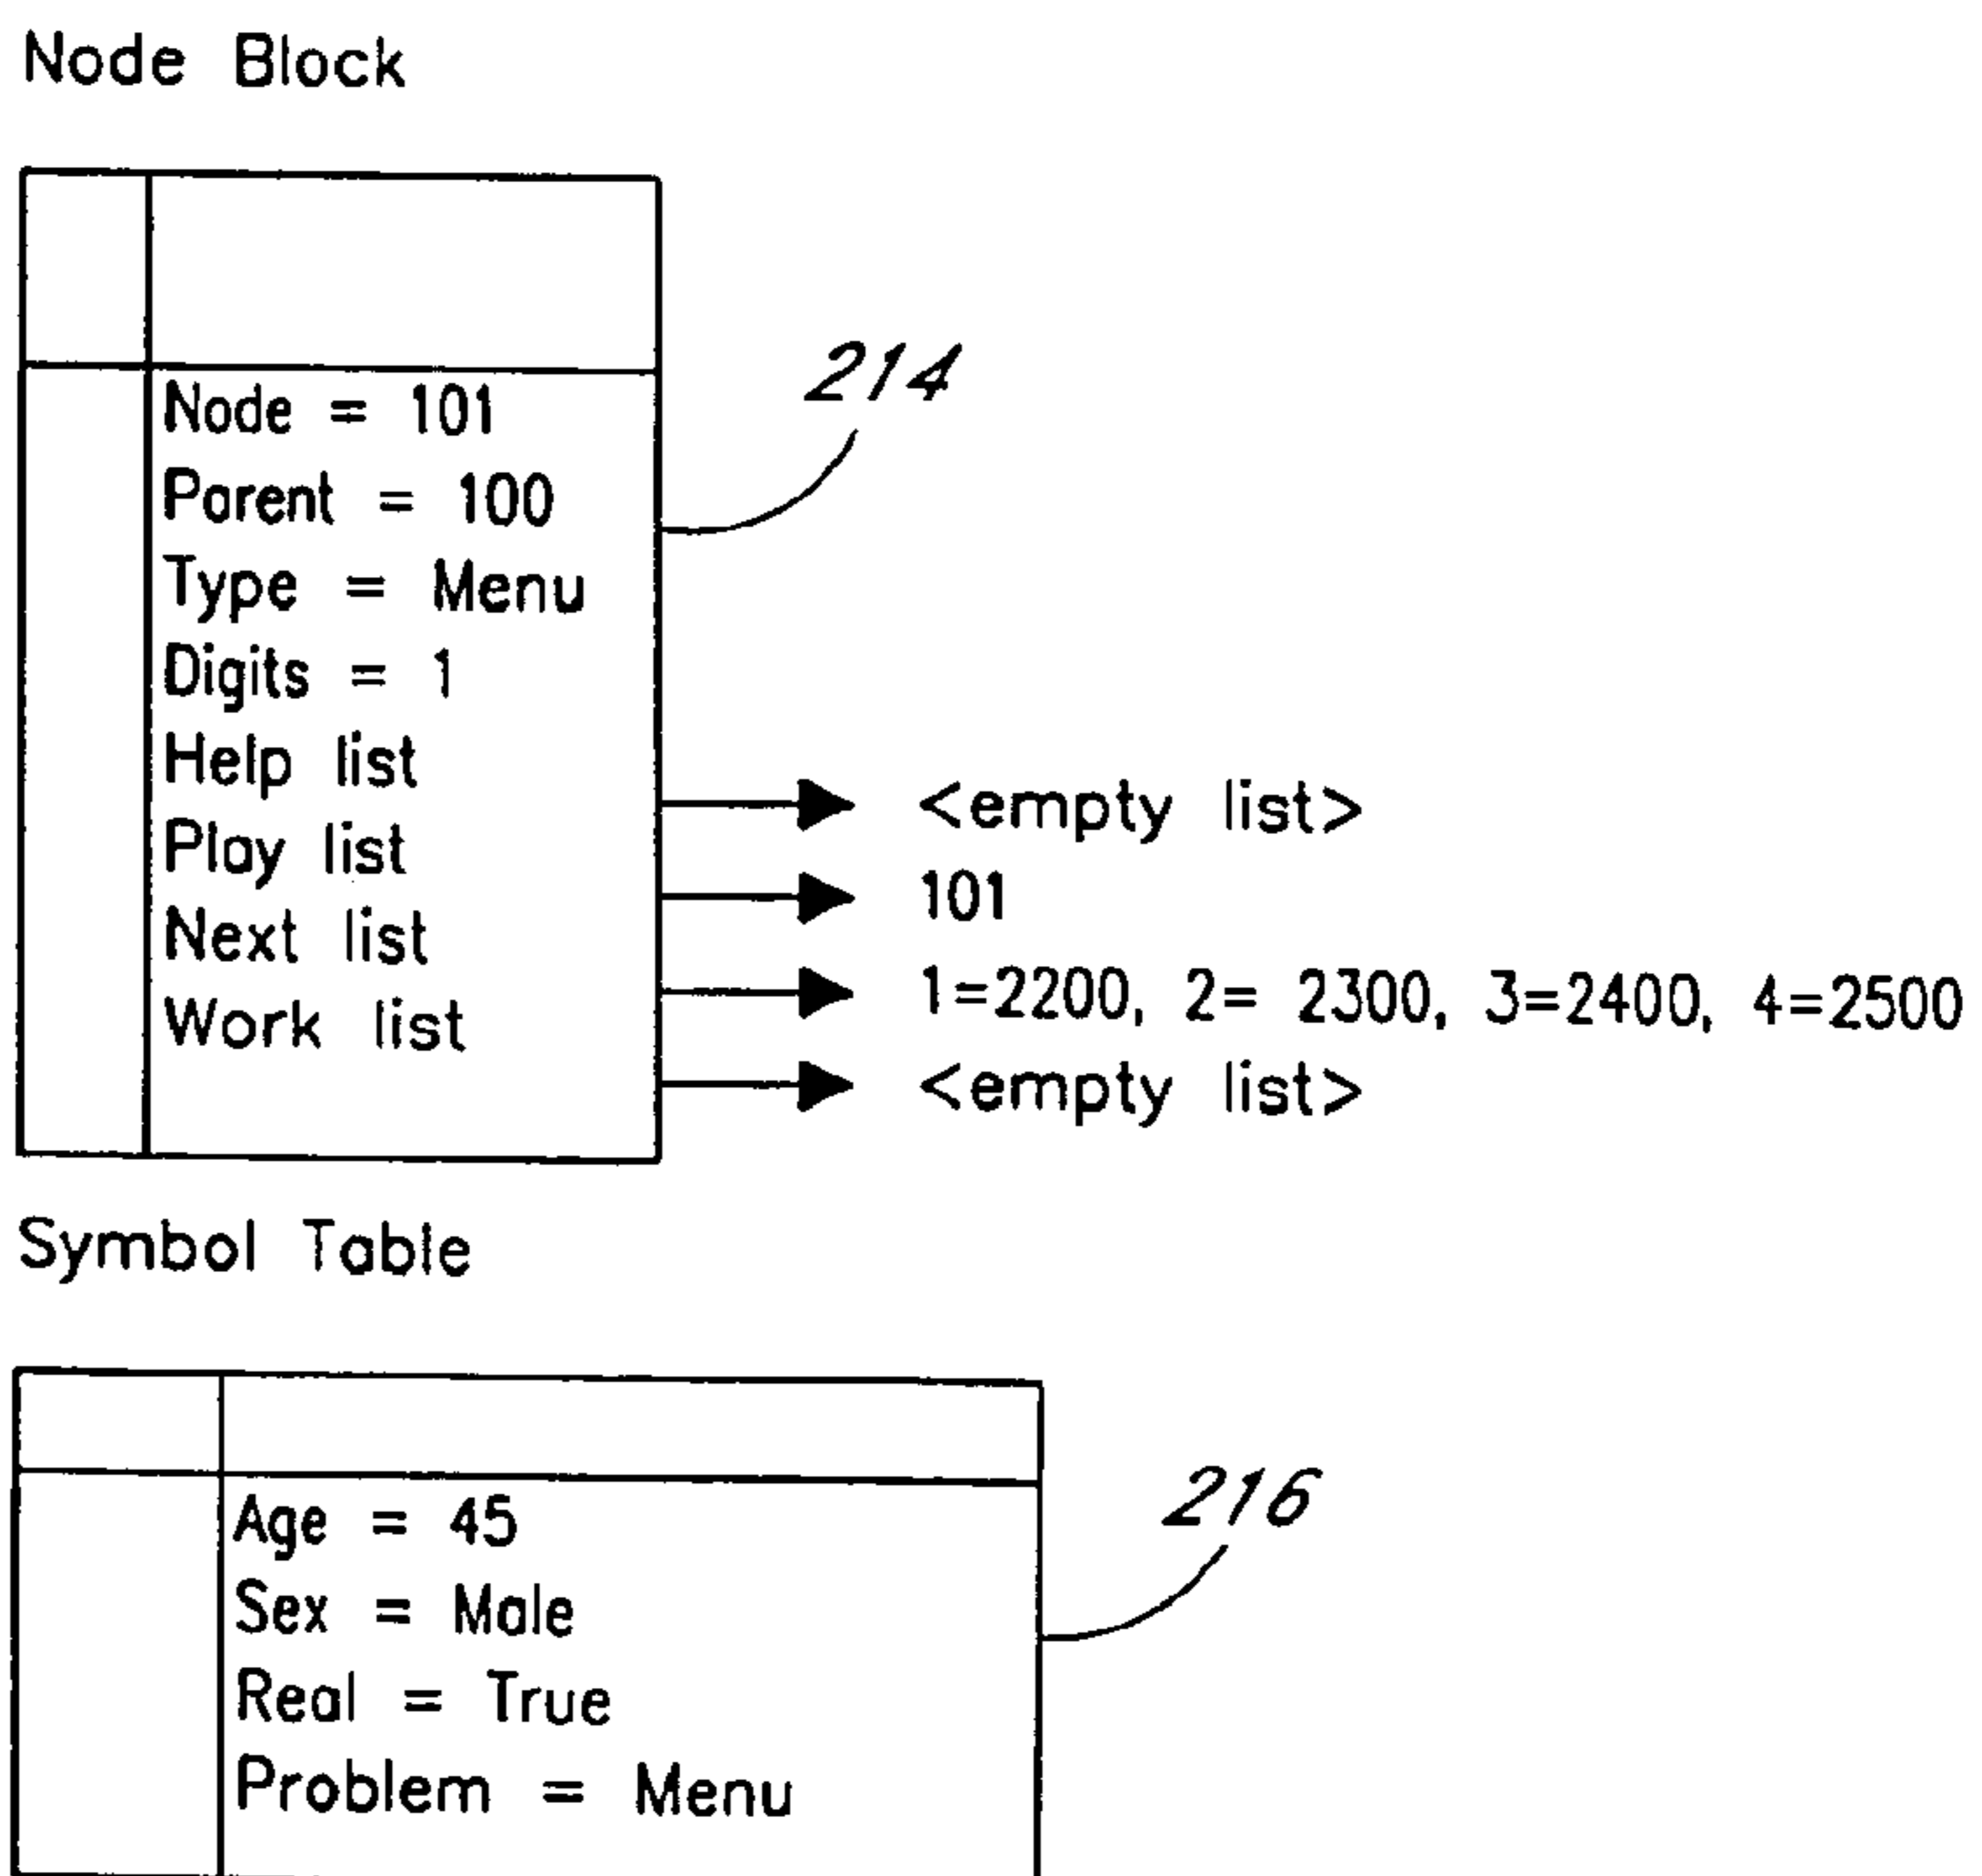 Node Block
214
Node = 101
Parent = 100
Type = Menu
Digits = 1
Help list
<empty list>
Play list
101
Next list
1=2200, 2= 2300, 3=2400, 4=2500
Work list
<empty list>
Symbol Table
216
Age = 45
Sex = Male
Real = True
Problem = Menu